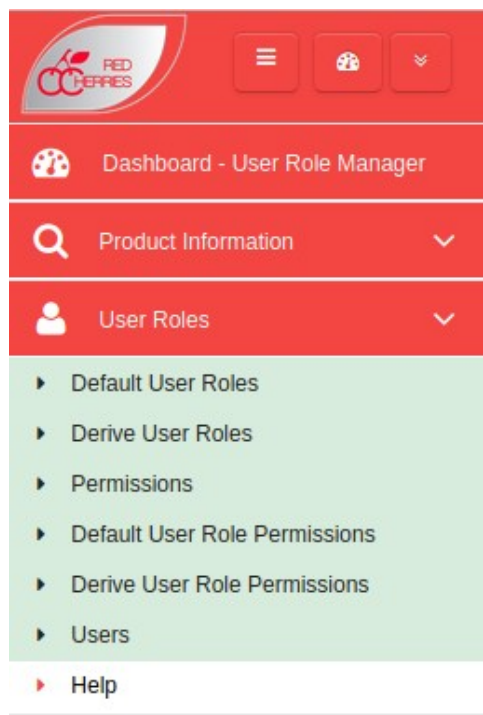 RED
CHERRIES
Dashboard - User Role Manager
Product Information
User Roles
Default User Roles
Derive User Roles
Permissions
Default User Role Permissions
Derive User Role Permissions
Users
Help